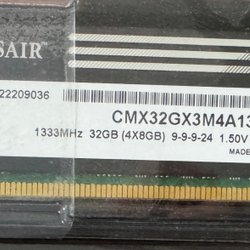 SAIR
22209036
CMX32GX3M4A13
1333MHz 32GB (4X8GB) 9-9-9-24 1.50V
MADE